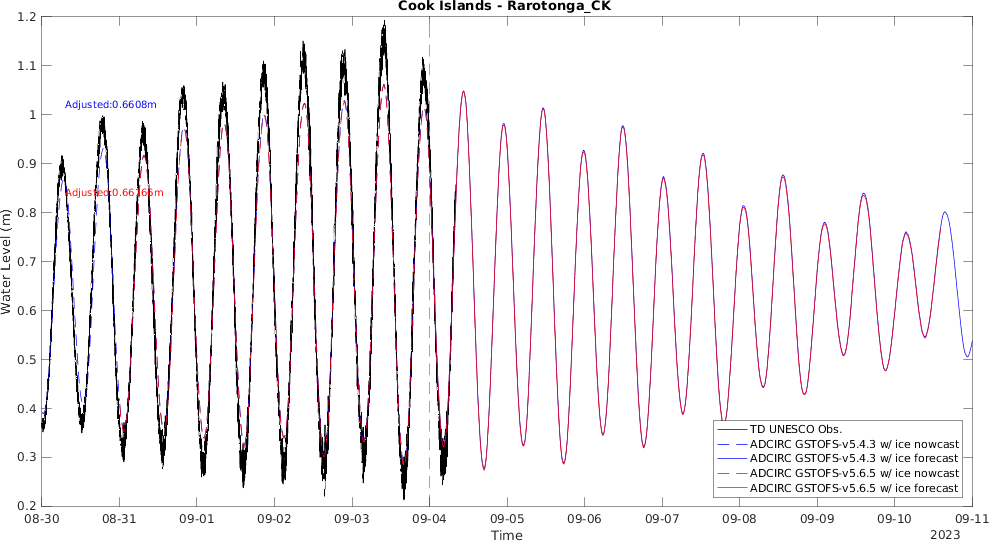 Cook Islands - Rarotonga_CK
1.2
1.1
1
0.9
0.8
0.7
0.6
0.5
0.4
0.3
0.2
Water Level (m)
Adjusted:0.6608m
Adjusted:0.66166m
TD UNESCO Obs.
ADCIRC GSTOFS-v5.4.3 w/ ice nowcast
ADCIRC GSTOFS-v5.4.3 w/ ice forecast
ADCIRC GSTOFS-v5.6.5 w/ ice nowcast
ADCIRC GSTOFS-v5.6.5 w/ ice forecast
08-30 08-31 09-01 09-02 09-03 09-04 09-05 09-06 09-07 09-08 09-09 09-10 09-11
Time
2023